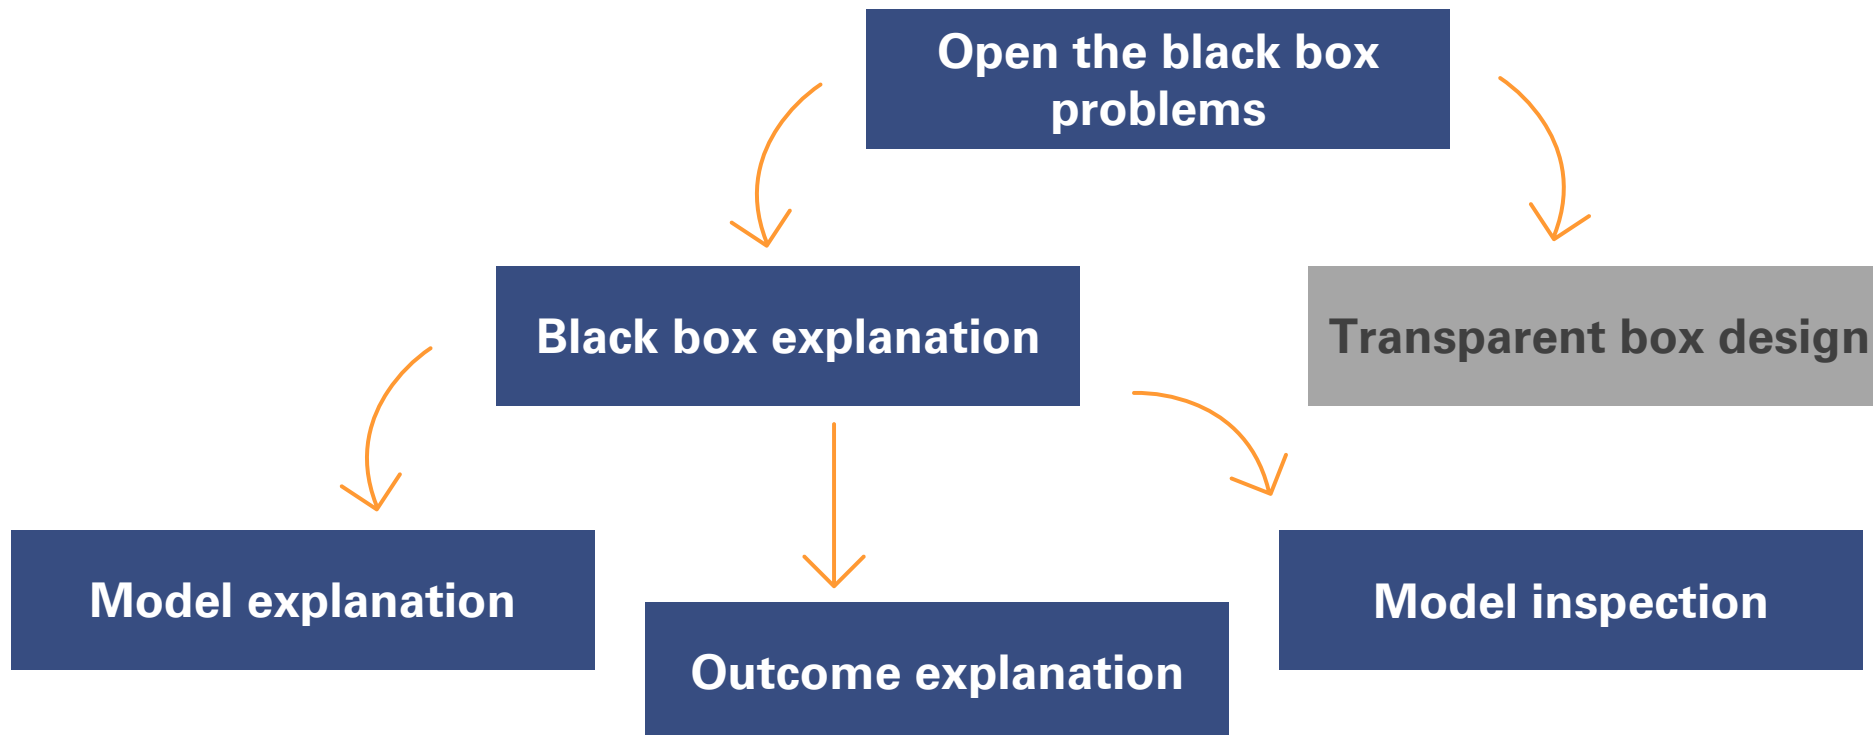 Open the black box
problems
Black box explanation
Transparent box design
Model explanation
Outcome explanation
Model inspection